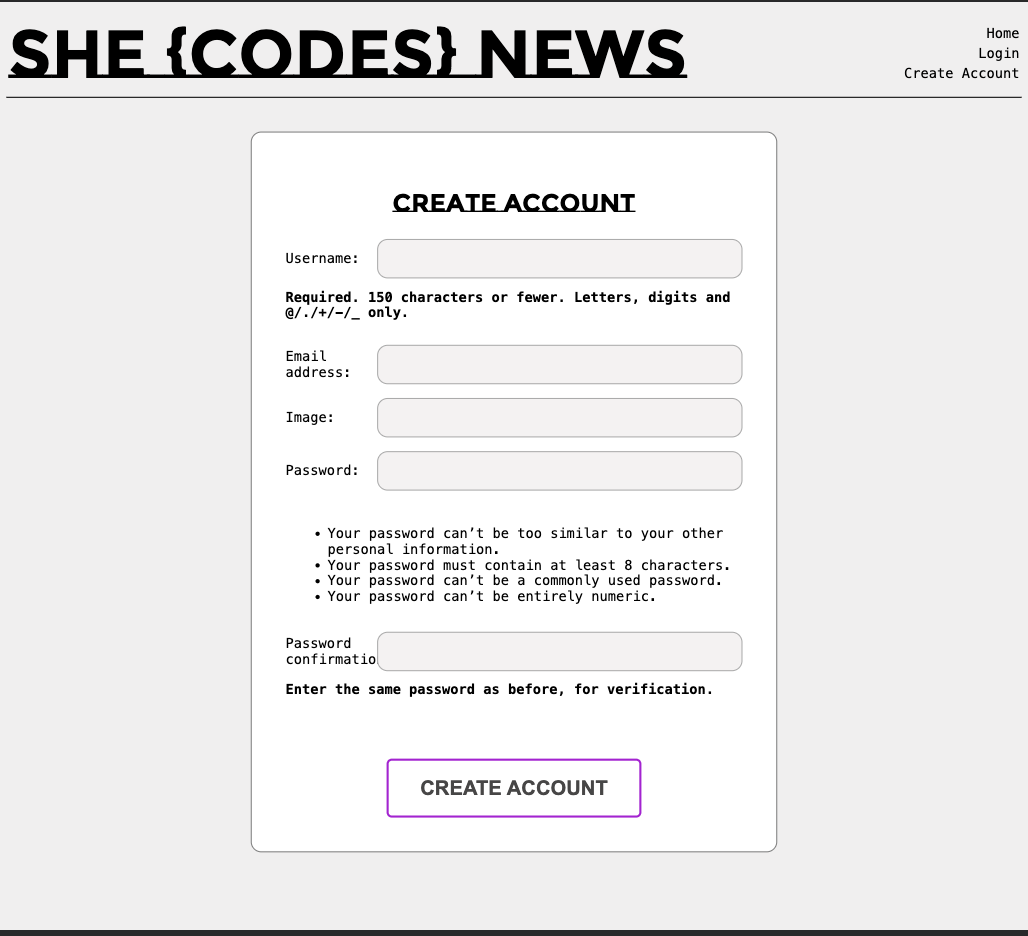 SHE {CODES} NEWS
Home
Login
Create Account
CREATE ACCOUNT
Username:
Required. 150 characters or fewer. Letters, digits and
@/./+/-/_ only.
Email
address:
Image:
Password:
• Your password can’t be too similar to your other
personal information.
• Your password must contain at least 8 characters.
• Your password can’t be a commonly used password.
• Your password can’t be entirely numeric.
Password
confirmatio
Enter the same password as before, for verification.
CREATE ACCOUNT